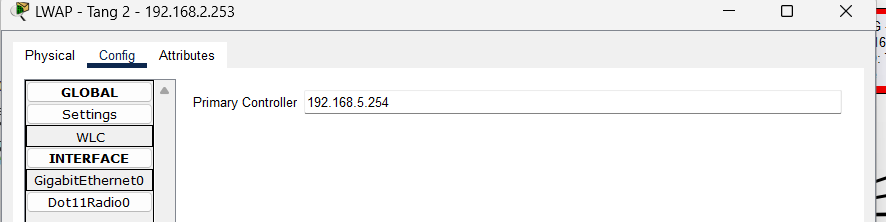 LWAP - Tang 2 - 192.168.2.253
Physical Config Attributes
GLOBAL
Settings
WLC
INTERFACE
GigabitEthernet0
Dot11Radio0
Primary Controller 192.168.5.254